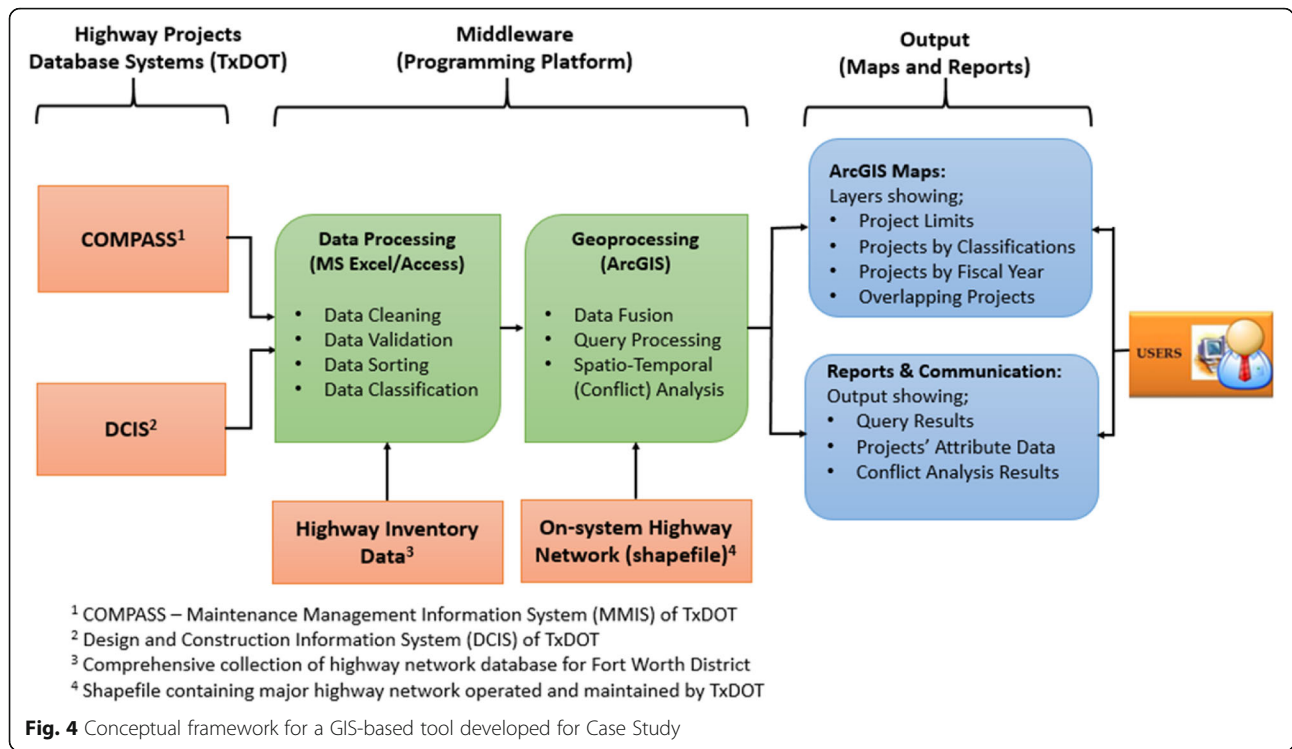 Highway Projects
Database Systems (TxDOT)
Middleware
(Programming Platform)
Output
(Maps and Reports)
COMPASS¹
DCIS²
Data Processing
(MS Excel/Access)
• Data Cleaning
• Data Validation
• Data Sorting
• Data Classification
Geoprocessing
(ArcGIS)
• Data Fusion
• Query Processing
• Spatio-Temporal
(Conflict) Analysis
Highway Inventory
Data³
On-system Highway
Network (shapefile)⁴
ArcGIS Maps:
Layers showing;
• Project Limits
• Projects by Classifications
• Projects by Fiscal Year
• Overlapping Projects
Reports & Communication:
Output showing;
• Query Results
• Projects' Attribute Data
• Conflict Analysis Results
USERS
¹ COMPASS – Maintenance Management Information System (MMIS) of TxDOT
² Design and Construction Information System (DCIS) of TxDOT
³ Comprehensive collection of highway network database for Fort Worth District
⁴ Shapefile containing major highway network operated and maintained by TxDOT
Fig. 4 Conceptual framework for a GIS-based tool developed for Case Study